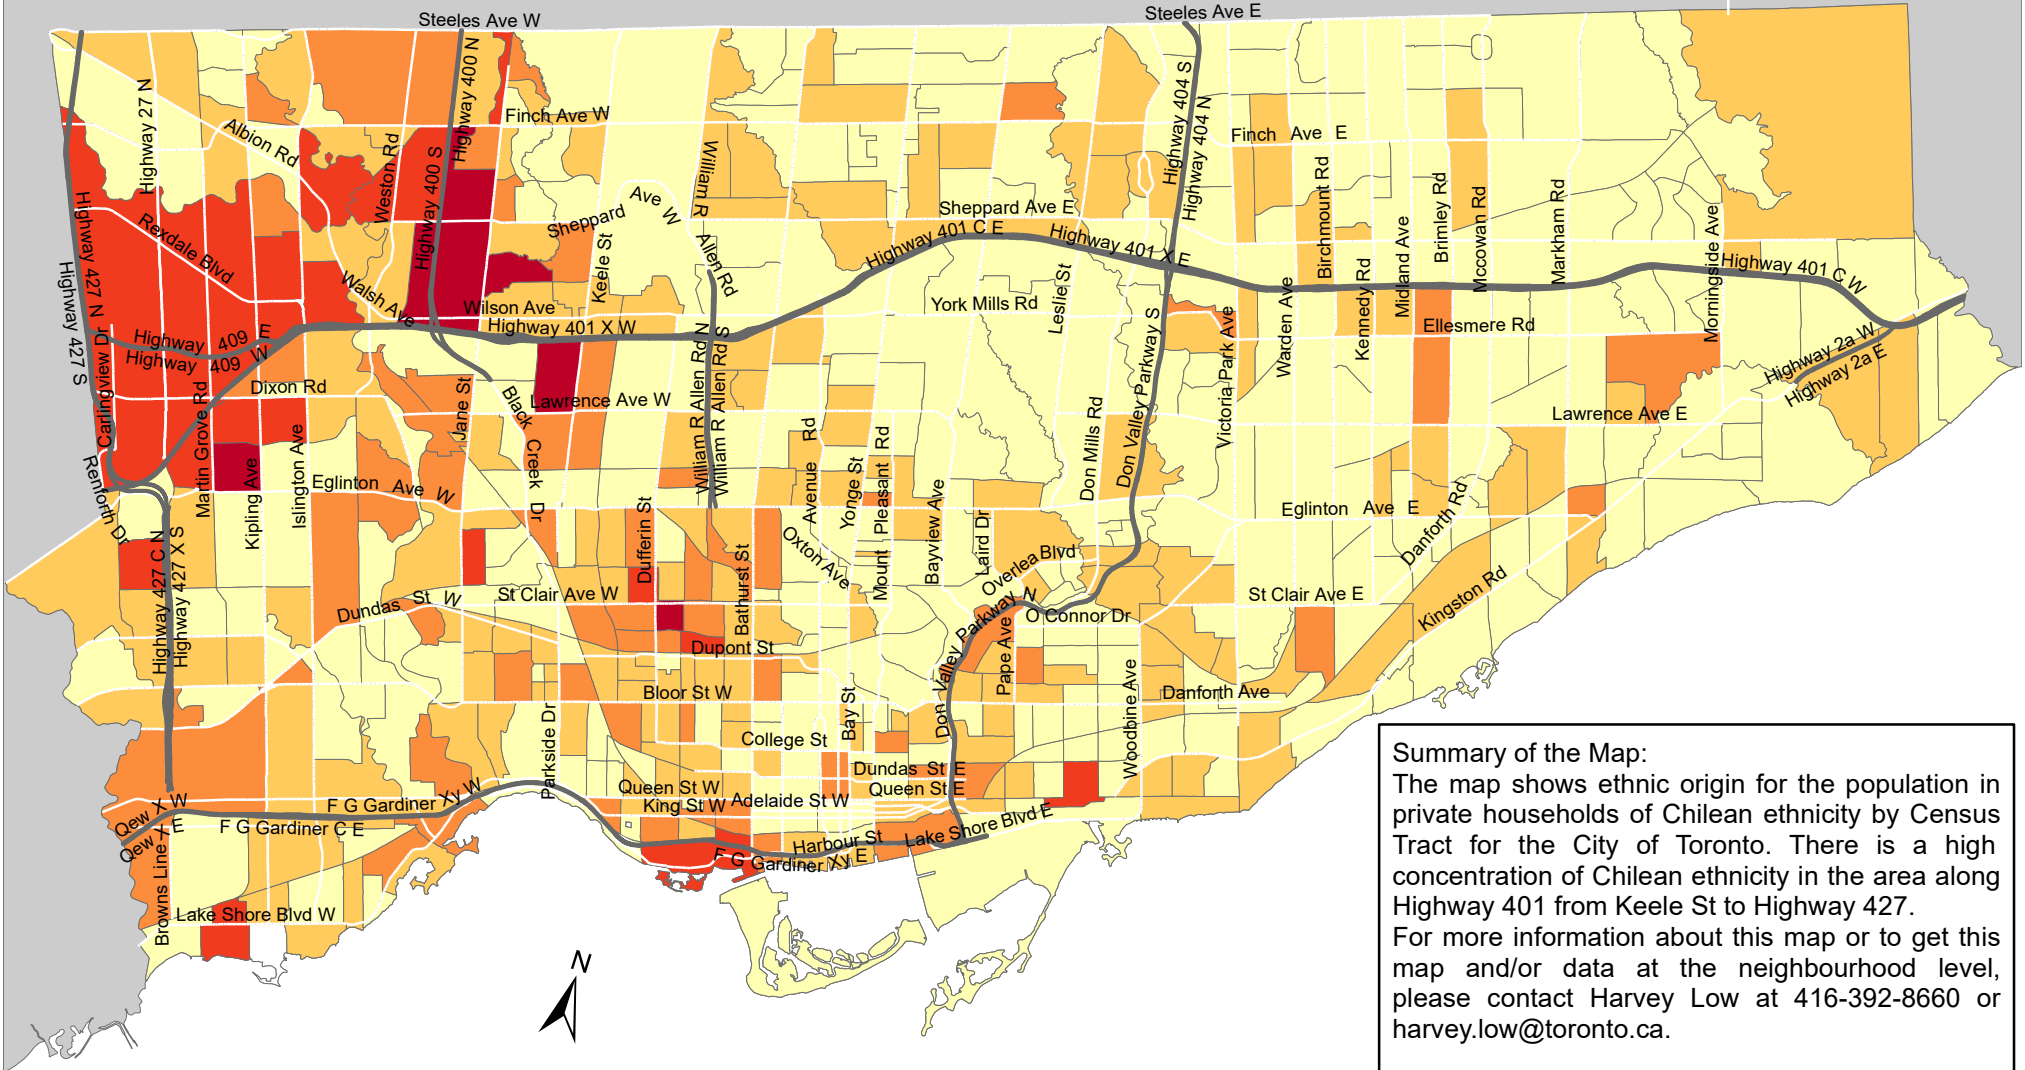 Steeles Ave W
Steeles Ave E
Highway 27 N
Albion Rd
Weston Rd
Highway 400 N
Highway 400 S
Finch Ave W
William R
Allen Rd
Highway 404 S
Highway 404 N
Finch Ave E
Birchmount Rd
Brimley Rd
Mccowan Rd
Markham Rd
Morningside Ave
Midland Ave
Kennedy Rd
Warden Ave
Victoria Park Ave
Sheppard Ave W
Sheppard Ave E
Keele St
Highway 401 C E
Highway 401 X E
Highway 401 C W
Highway 427 N
Highway 427 S
Rexdale Blvd
Walsh Ave
Wilson Ave
Highway 401 X W
York Mills Rd
Leslie St
Ellesmere Rd
Highway 2a W
Highway 2a E
Highway 409 E
Highway 409 W
Carlingview Dr
Dixon Rd
Martin Grove Rd
Jane St
Black Creek Dr
Lawrence Ave W
William R Allen Rd N
William R Allen Rd S
Don Valley Parkway S
Lawrence Ave E
Renforth Dr
Kipling Ave
Islington Ave
Eglinton Ave W
Avenue Rd
Yonge St
Mount Pleasant Rd
Bayview Ave
Laird Dr
Don Mills Rd
Eglinton Ave E
Danforth Rd
Highway 427 C N
Highway 427 X S
Dufferin St
Bathurst St
Oxton Ave
Overlea Blvd
Dundas St W
St Clair Ave W
St Clair Ave E
Kingston Rd
O Connor Dr
Don Valley Parkway N
Pape Ave
Dupont St
Woodbine Ave
Bloor St W
Danforth Ave
Parkside Dr
Bay St
College St
Dundas St E
Queen St E
Queen St W
King St W
Adelaide St W
Qew X W
Qew X E
F G Gardiner Xy W
F G Gardiner C E
Harbour St
Lake Shore Blvd E
F G Gardiner Xy E
Browns Line
Lake Shore Blvd W
N
Summary of the Map:
The map shows ethnic origin for the population in
private households of Chilean ethnicity by Census
Tract for the City of Toronto. There is a high
concentration of Chilean ethnicity in the area along
Highway 401 from Keele St to Highway 427.
For more information about this map or to get this
map and/or data at the neighbourhood level,
please contact Harvey Low at 416-392-8660 or
harvey.low@toronto.ca.